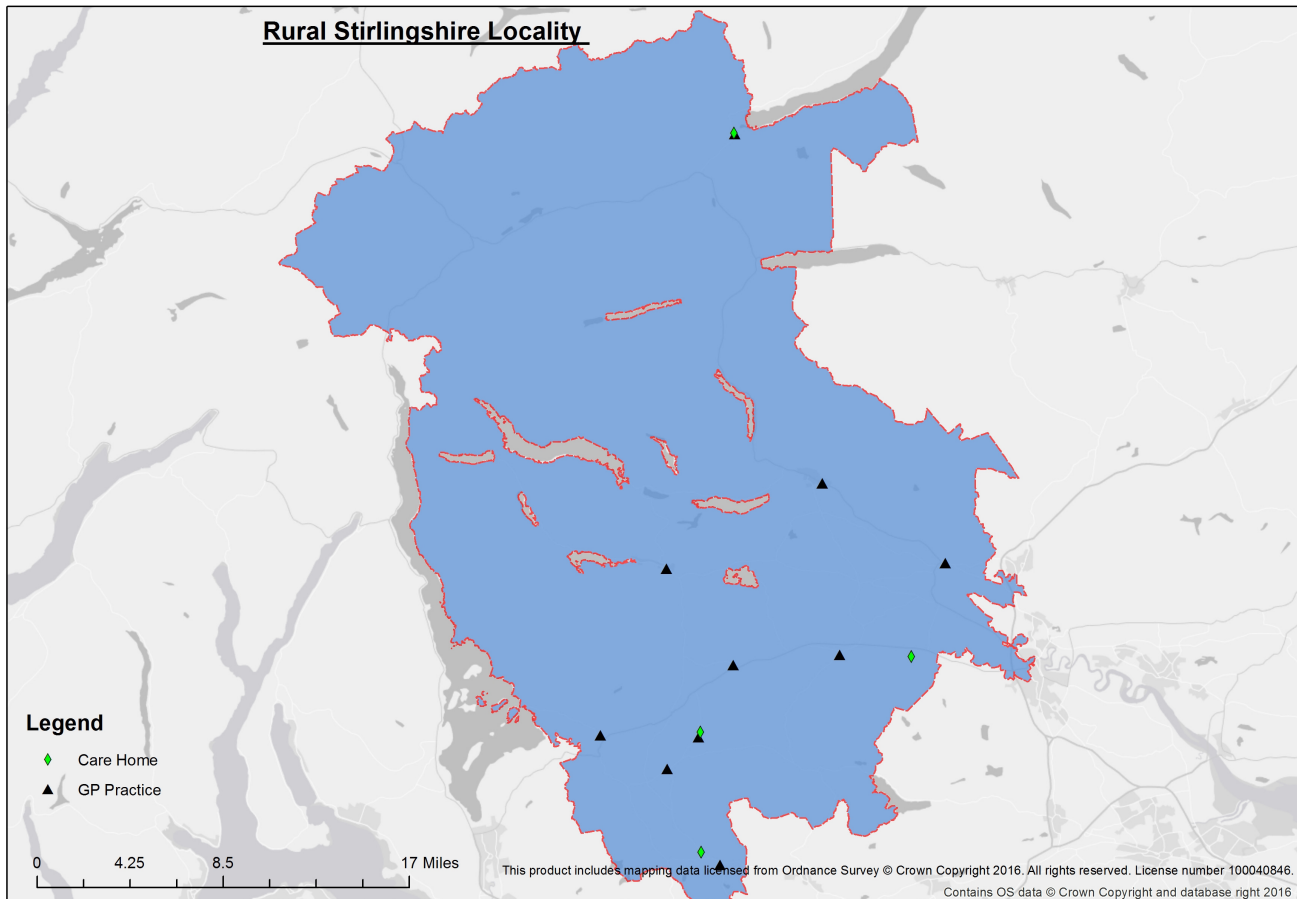 Rural Stirlingshire Locality
Legend
Care Home
GP Practice
0 4.25 8.5 17 Miles
This product includes mapping data licensed from Ordnance Survey © Crown Copyright 2016. All rights reserved. License number 100040846.
Contains OS data © Crown Copyright and database right 2016